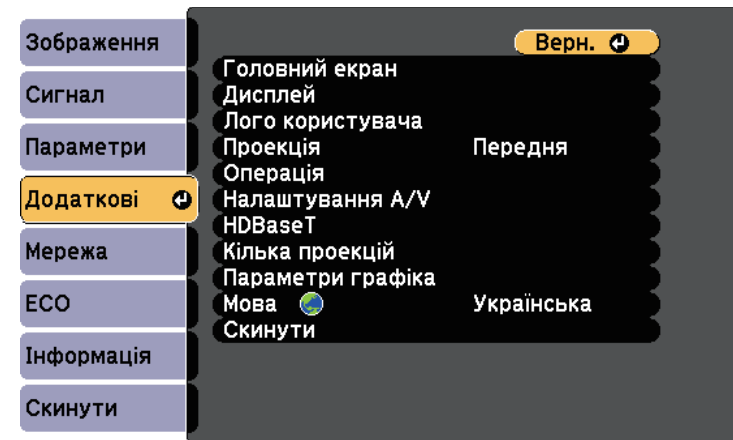 Зображення
Сигнал
Параметри
Додаткові
Мережа
ECO
Інформація
Скинути
Верн.
Головний екран
Дисплей
Лого користувача
Проекція Передня
Операція
Налаштування A/V
HDBaseT
Кілька проекцій
Параметри графіка
Мова Українська
Скинути